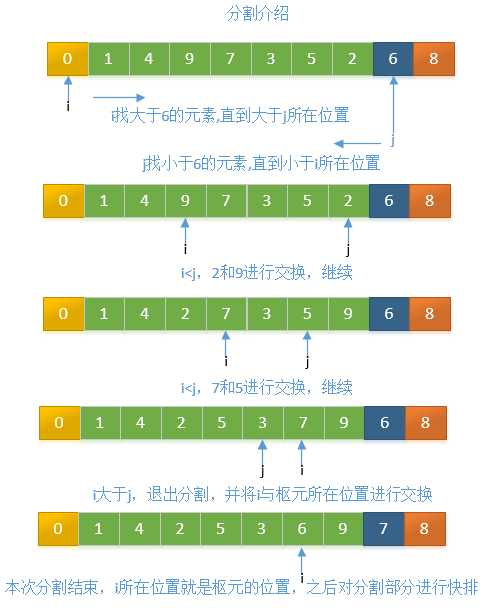 分割介绍
0 1 4 9 7 3 5 2 6 8
i
i找大于6的元素,直到大于j所在位置
j
j找小于6的元素,直到小于i所在位置
0 1 4 9 7 3 5 2 6 8
i j
i<j，2和9进行交换，继续
0 1 4 2 7 3 5 9 6 8
i j
i<j，7和5进行交换，继续
0 1 4 2 5 3 7 9 6 8
j i
i大于j，退出分割，并将i与枢元所在位置进行交换
0 1 4 2 5 3 6 9 7 8
i
本次分割结束，i所在位置就是枢元的位置，之后对分割部分进行快排